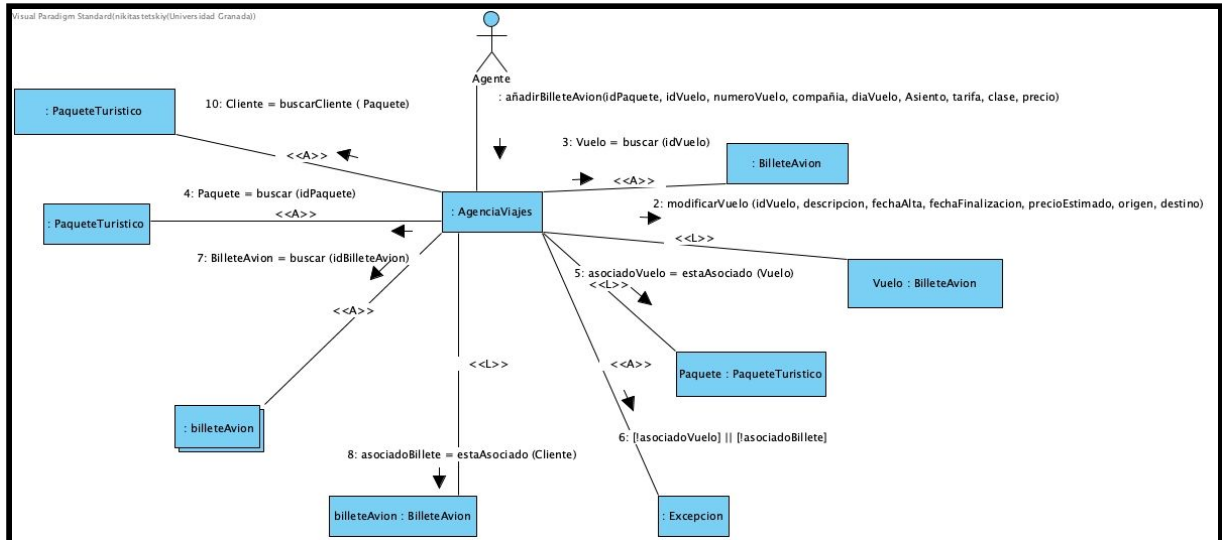 Visual Paradigm Standard(nikitastetskiy(Universidad Granada))
Agente
: añadirBilleteAvion(idPaquete, idVuelo, numeroVuelo, compañia, diaVuelo, Asiento, tarifa, clase, precio)
10: Cliente = buscarCliente ( Paquete)
: PaqueteTuristico
<<A>>
3: Vuelo = buscar (idVuelo)
: BilleteAvion
<<A>>
4: Paquete = buscar (idPaquete)
: AgenciaViajes
2: modificarVuelo (idVuelo, descripcion, fechaAlta, fechaFinalizacion, precioEstimado, origen, destino)
: PaqueteTuristico
<<A>>
<<L>>
7: BilleteAvion = buscar (idBilleteAvion)
5: asociadoVuelo = estaAsociado (Vuelo)
<<L>>
Vuelo : BilleteAvion
<<A>>
<<L>>
<<A>>
Paquete : PaqueteTuristico
: billeteAvion
6: [!asociadoVuelo] || [!asociadoBillete]
8: asociadoBillete = estaAsociado (Cliente)
billeteAvion : BilleteAvion
: Excepcion